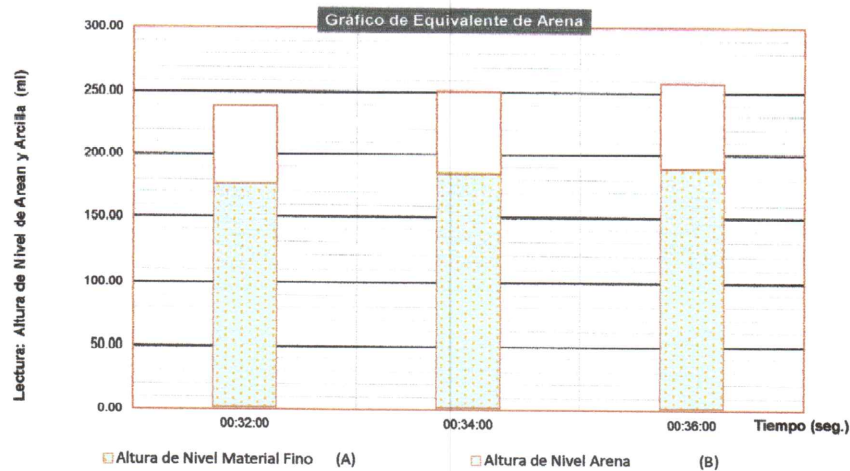 Gráfico de Equivalente de Arena
Lectura: Altura de Nivel de Arean y Arcilla (ml)
300.00
250.00
200.00
150.00
100.00
50.00
0.00
00:32:00 00:34:00 00:36:00 Tiempo (seg.)
Altura de Nivel Material Fino (A) Altura de Nivel Arena (B)